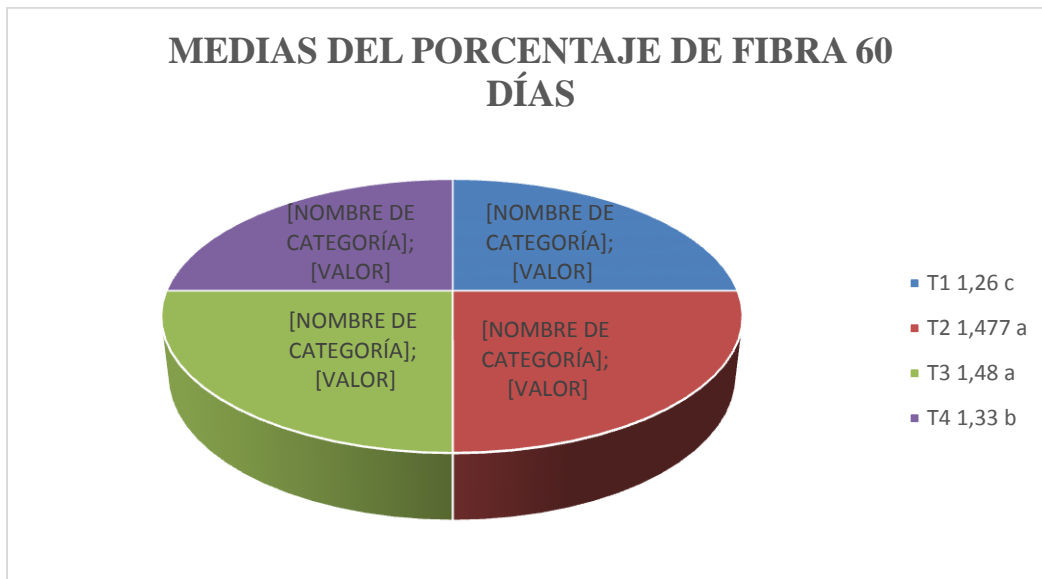 MEDIAS DEL PORCENTAJE DE FIBRA 60
DÍAS
[NOMBRE DE
CATEGORÍA];
[VALOR]
[NOMBRE DE
CATEGORÍA];
[VALOR]
[NOMBRE DE
CATEGORÍA];
[VALOR]
[NOMBRE DE
CATEGORÍA];
[VALOR]
T1 1,26 c
T2 1,477 a
T3 1,48 a
T4 1,33 b